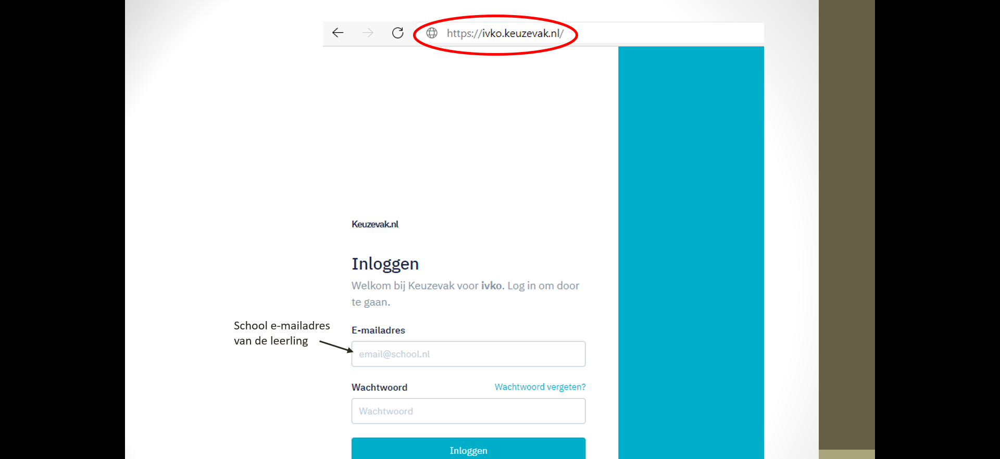 https://ivko.keuzevak.nl/
Keuzevak.nl
Inloggen
Welkom bij Keuzevak voor ivko. Log in om door
te gaan.
School e-mailadres
van de leerling
E-mailadres
email@school.nl
Wachtwoord Wachtwoord vergeten?
Wachtwoord
Inloggen